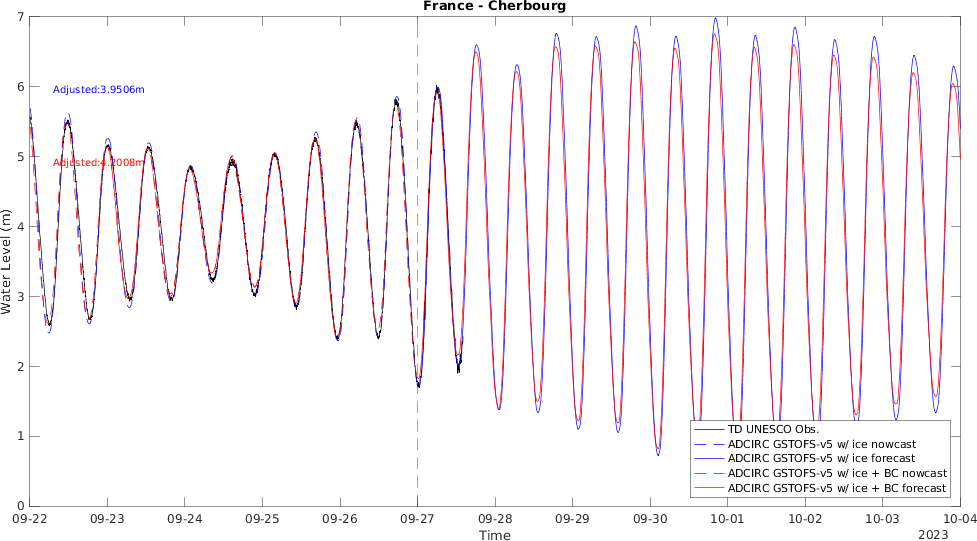 France - Cherbourg
7
6
5
4
3
2
1
0
Water Level (m)
Adjusted:3.9506m
Adjusted:4.2008m
TD UNESCO Obs.
ADCIRC GSTOFS-v5 w/ ice nowcast
ADCIRC GSTOFS-v5 w/ ice forecast
ADCIRC GSTOFS-v5 w/ ice + BC nowcast
ADCIRC GSTOFS-v5 w/ ice + BC forecast
09-22 09-23 09-24 09-25 09-26 09-27 09-28 09-29 09-30 10-01 10-02 10-03 10-04
Time
2023